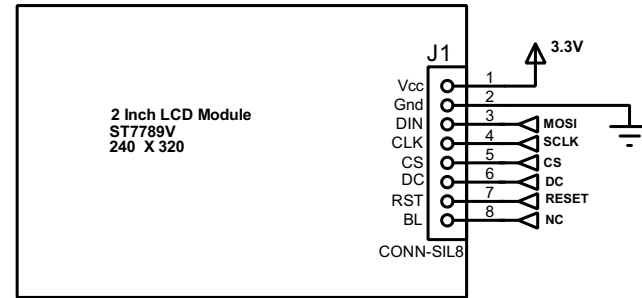 2 Inch LCD Module
ST7789V
240 X 320
J1
3.3V
Vcc 1
Gnd 2
DIN 3 MOSI
CLK 4 SCLK
CS 5 CS
DC 6 DC
RST 7 RESET
BL 8 NC
CONN-SIL8